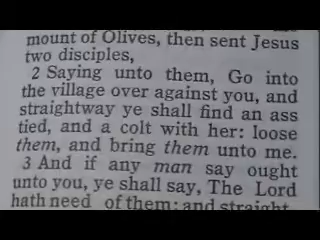 mount of Olives, then sent Jesus
two disciples,
2 Saying unto them, Go into
the village over against you, and
straightway ye shall find an ass
tied, and a colt with her: loose
them, and bring them unto me.
3 And if any man say ought
unto you, ye shall say, The Lord
hath need of them; and straight-